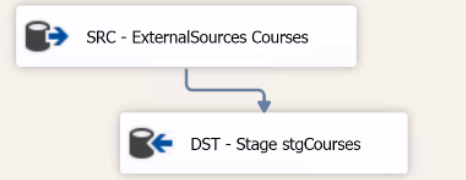 SRC - ExternalSources Courses
DST - Stage stgCourses